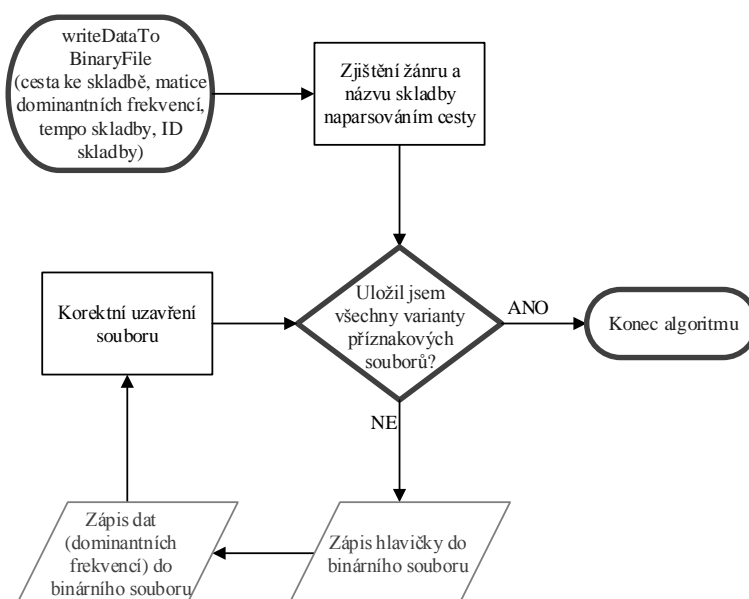 writeDataTo
BinaryFile
(cesta ke skladbě, matice
dominantních frekvencí,
tempo skladby, ID
skladby)
Zjištění žánru a
názvu skladby
naparsováním cesty
Korektní uzavření
souboru
Uložil jsem
všechny varianty
příznakových
souborů?
ANO
Konec algoritmu
NE
Zápis dat
(dominantních
frekvencí) do
binárního souboru
Zápis hlavičky do
binárního souboru